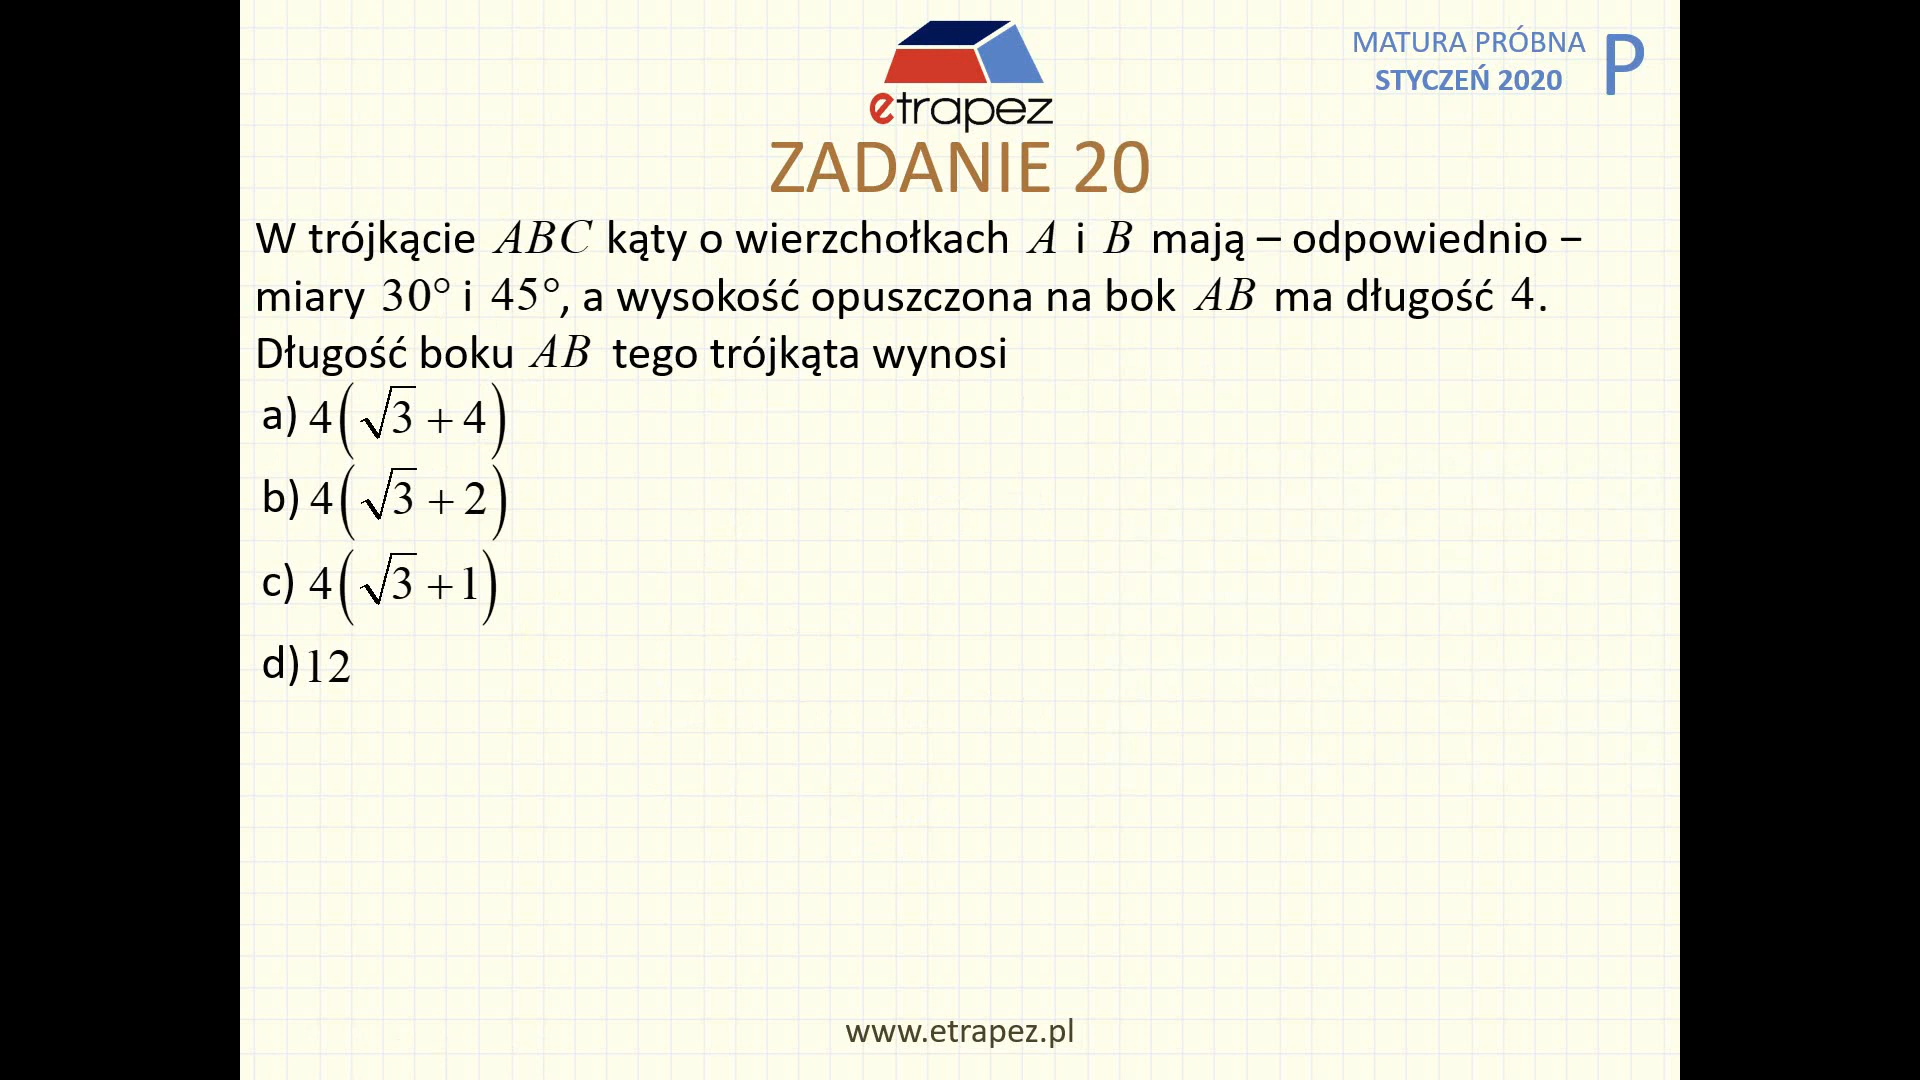 etrapez
MATURA PRÓBNA
STYCZEŃ 2020
P
ZADANIE 20
W trójkącie ABC kąty o wierzchołkach A i B mają – odpowiednio –
miary 30° i 45°, a wysokość opuszczona na bok AB ma długość 4.
Długość boku AB tego trójkąta wynosi
a) 4(√3 + 4)
b) 4(√3 + 2)
c) 4(√3 + 1)
d) 12
www.etrapez.pl